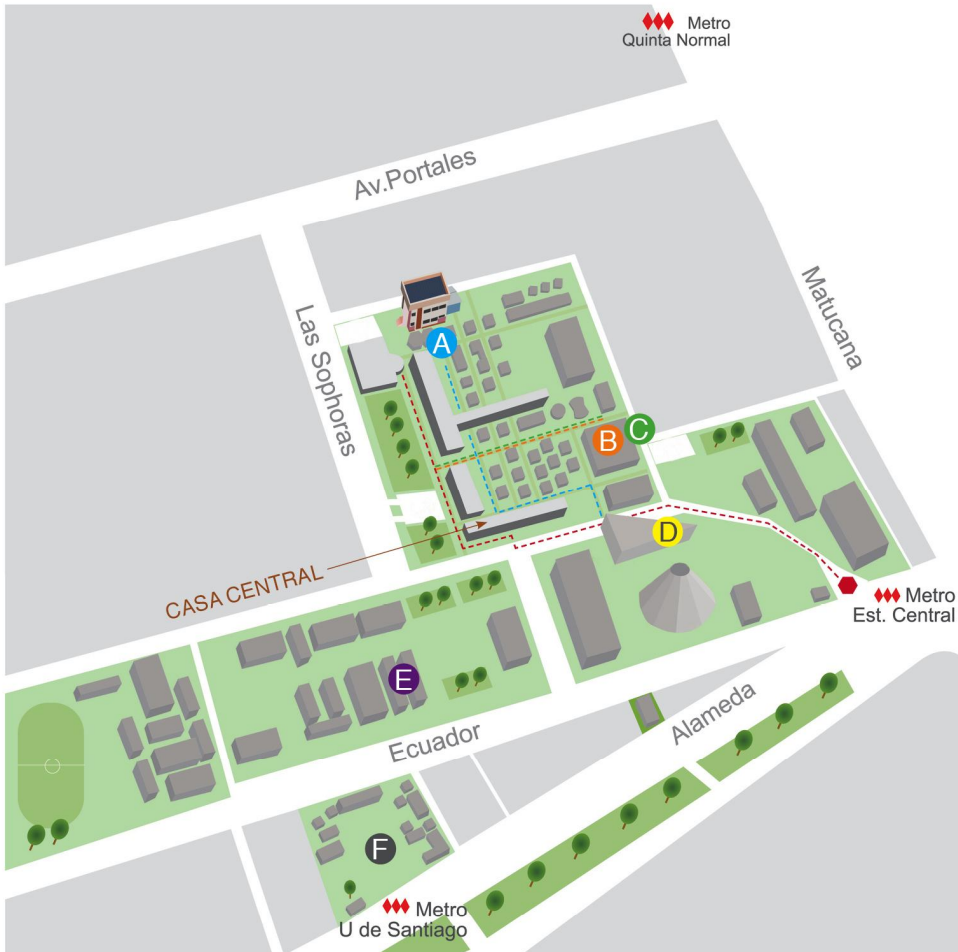 Metro
Quinta Normal
Av.Portales
Matucana
Las Sophoras
A
C
B
D
CASA CENTRAL
Metro
Est. Central
E
Alameda
Ecuador
F
Metro
U de Santiago